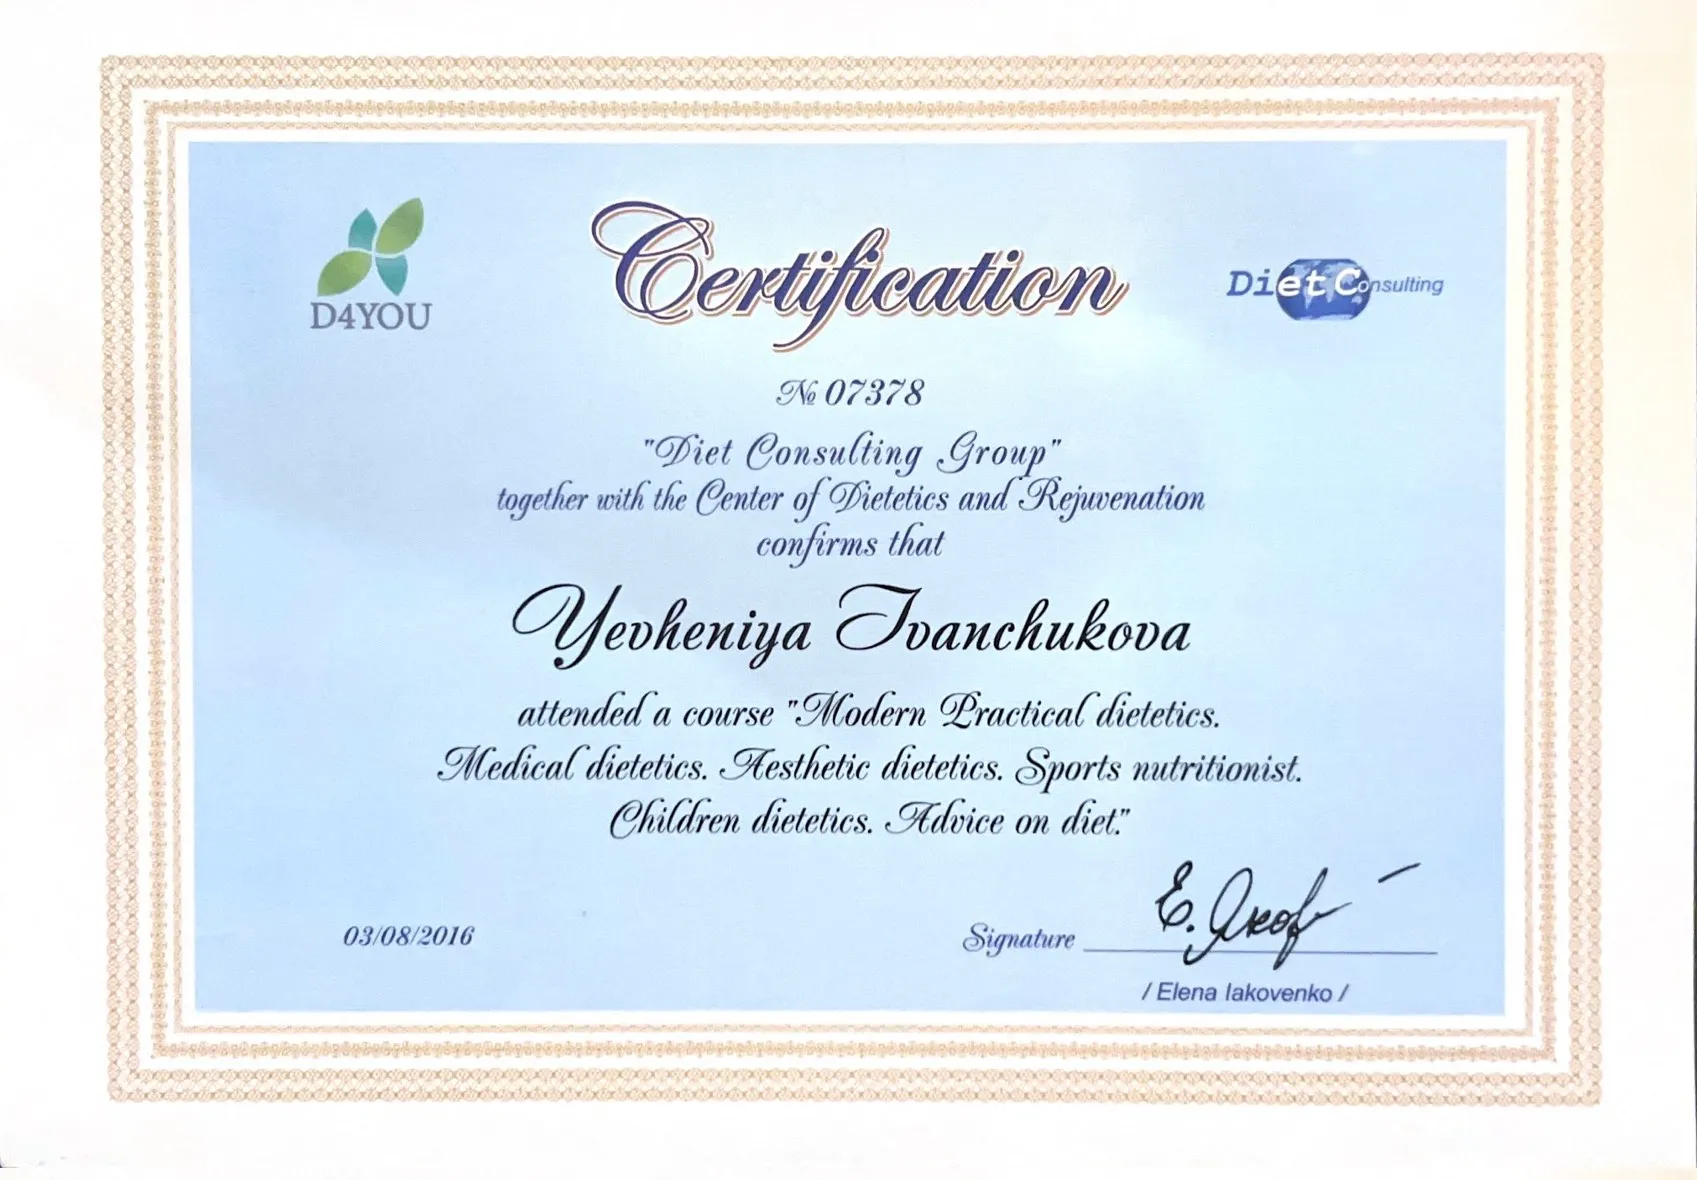 D4YOU
Certification
Diet Consulting
№ 07378
"Diet Consulting Group"
together with the Center of Dietetics and Rejuvenation
confirms that
Yevheniya Ivanchukova
attended a course "Modern Practical dietetics.
Medical dietetics. Aesthetic dietetics. Sports nutritionist.
Children dietetics. Advice on diet."
03/08/2016
Signature
/ Elena Iakovenko /